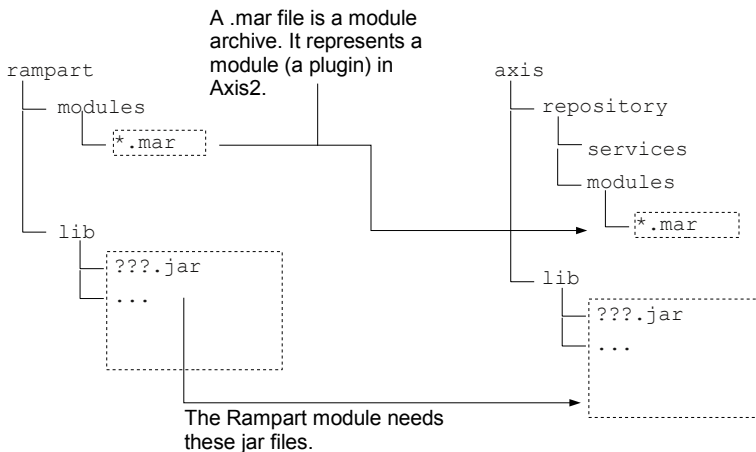 A .mar file is a module
archive. It represents a
module (a plugin) in
Axis2.
rampart
modules
*.mar
lib
???.jar
...
axis
repository
services
modules
*.mar
lib
???.jar
...
The Rampart module needs
these jar files.